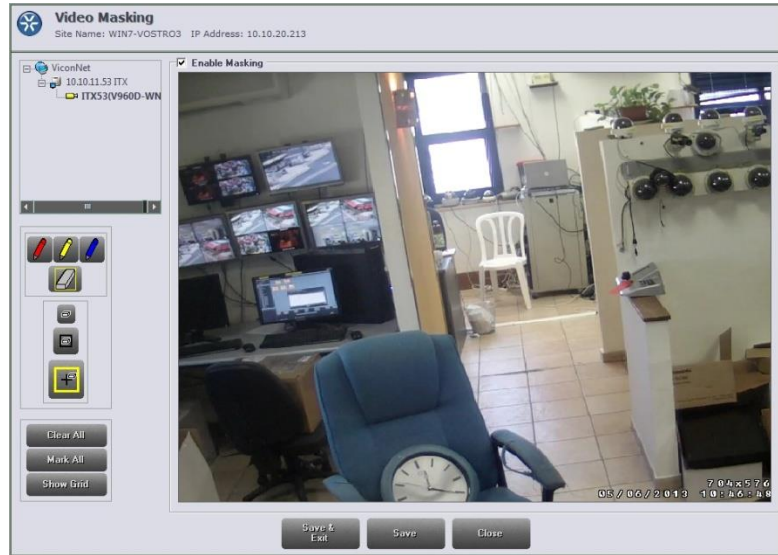 Video Masking
Site Name: WIN7-VOSTRO3 IP Address: 10.10.20.213
ViconNet
10.10.11.53 ITX
ITX53(V960D-WN
Enable Masking
704x576
05/06/2013 10:46:48
Clear All
Mark All
Show Grid
Save & Exit
Save
Close